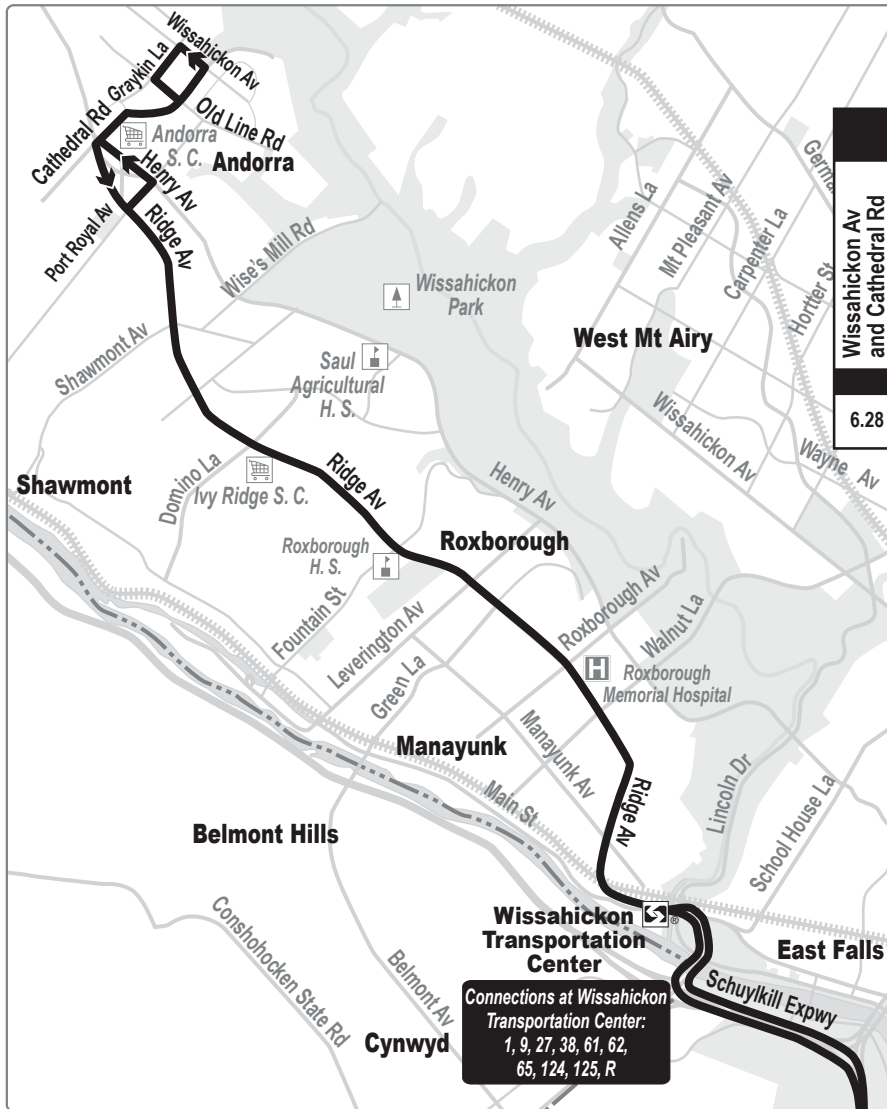 Wissahickon Av
Graykin La
Cathedral Rd
Old Line Rd
Andorra
S. C.
Andorra
Henry Av
Port Royal Av
Ridge Av
Wise's Mill Rd
Allens La
Mt Pleasant Av
Carpenter La
Hortter St
Wissahickon Av
and Cathedral Rd
6.28
Wissahickon
Park
West Mt Airy
Shawmont Av
Saul
Agricultural
H. S.
Wissahickon Av
Wayne Av
Shawmont
Domino La
Ivy Ridge S. C.
Ridge Av
Henry Av
Roxborough
Roxborough
H. S.
Fountain St
Leverington Av
Green La
Roxborough Av
Walnut La
H
Roxborough
Memorial Hospital
Manayunk
Manayunk Av
Main St
Ridge Av
Lincoln Dr
School House La
Belmont Hills
Conshohocken State Rd
Belmont Av
Wissahickon
Transportation
Center
®
East Falls
Schuylkill Expwy
Cynwyd
Connections at Wissahickon
Transportation Center:
1, 9, 27, 38, 61, 62,
65, 124, 125, R